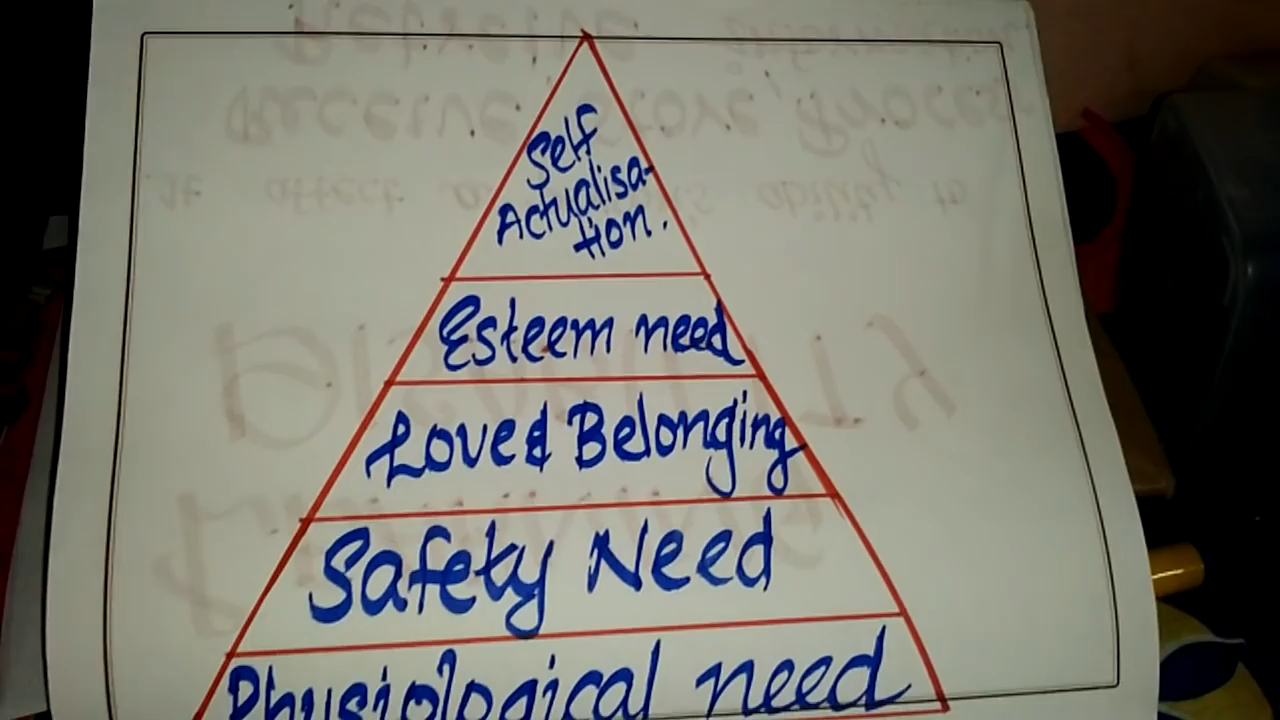 Self
Actualisa-
tion.
Esteem need
Love & Belonging
Safety Need
Physiological need